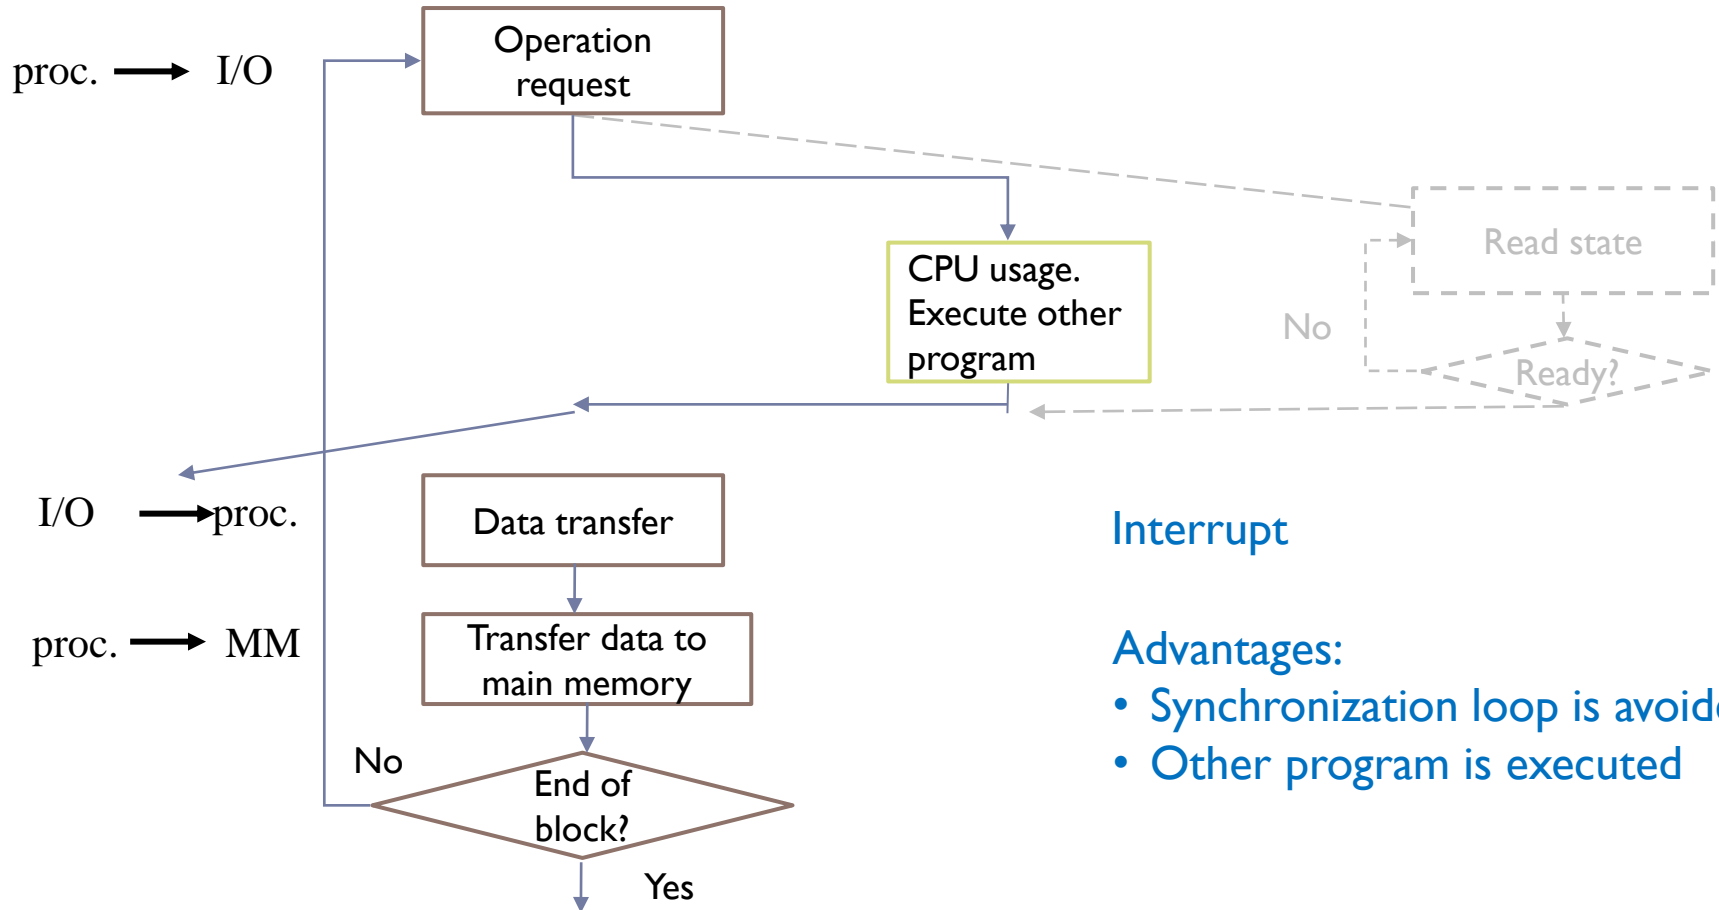 Operation
request
proc. → I/O
Read state
CPU usage.
Execute other
program
No
Ready?
I/O → proc.
Data transfer
Interrupt
proc. → MM
Transfer data to
main memory
Advantages:
• Synchronization loop is avoid
• Other program is executed
No
End of
block?
Yes